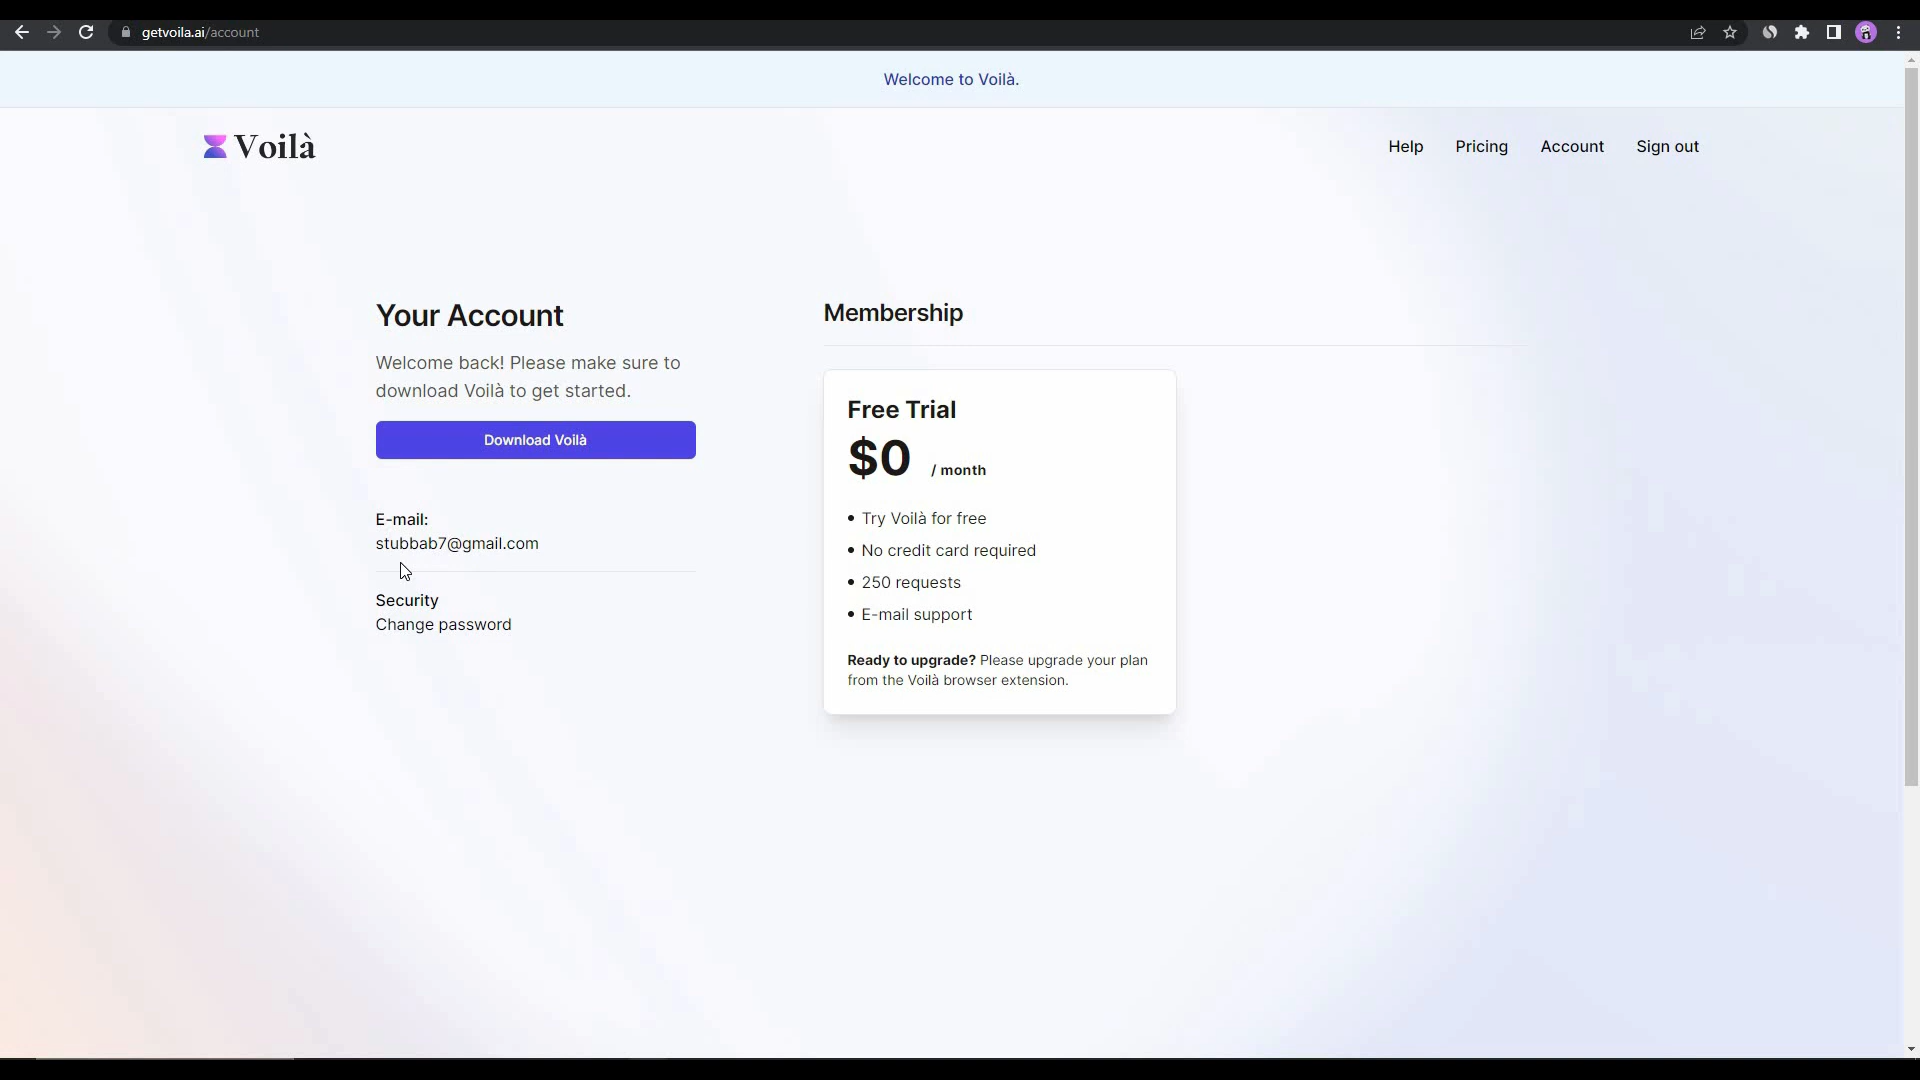 getvoila.ai/account
Welcome to Voilà.
Voilà
Help
Pricing
Account
Sign out
Your Account
Welcome back! Please make sure to
download Voilà to get started.
Download Voilà
E-mail:
stubbab7@gmail.com
Security
Change password
Membership
Free Trial
$0 / month
• Try Voilà for free
• No credit card required
• 250 requests
• E-mail support
Ready to upgrade? Please upgrade your plan
from the Voilà browser extension.